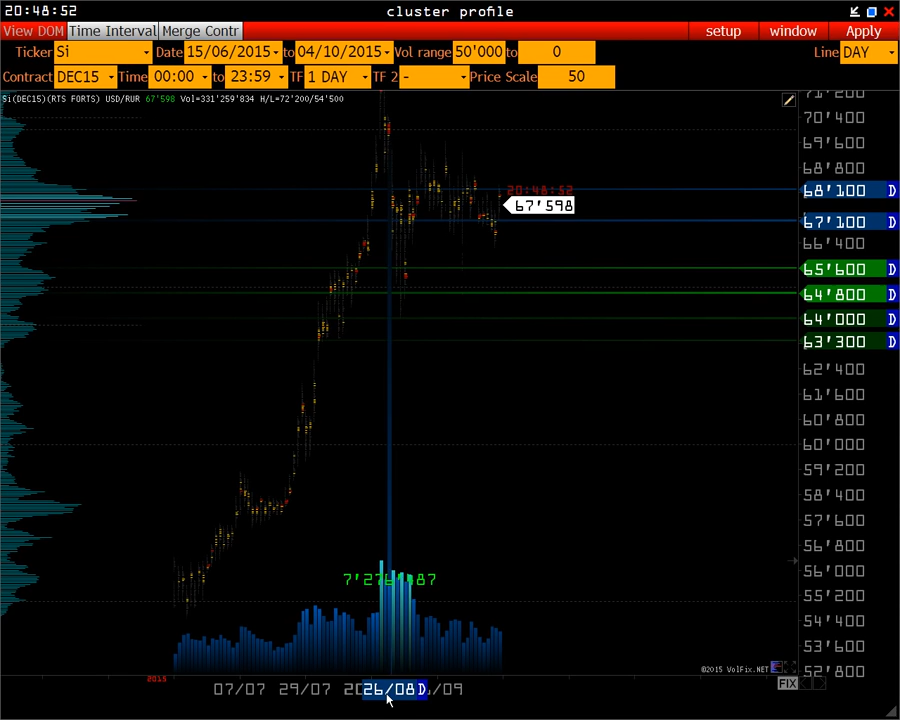 20:48:52 cluster profile
View DOM Time Interval Merge Contr setup window Apply
Ticker Si Date 15/06/2015 to 04/10/2015 Vol range 50'000 to 0 Line DAY
Contract DEC15 Time 00:00 to 23:59 TF 1 DAY TF 2 - Price Scale 50
Si(DEC15)(RTS FORTS) USD/RUR 67'598 Vol=331'259'834 H/L=72'200/54'500
71'200
70'400
69'600
68'800
20:48:52
68'100 D
67'598
67'100 D
66'400
65'600 D
64'800 D
64'000 D
63'300 D
62'400
61'600
60'800
60'000
59'200
58'400
57'600
56'800
56'000
55'200
54'400
53'600
52'800
©2015 VolFix.NET
2015
FIX
07/07 29/07 26/08 D /09